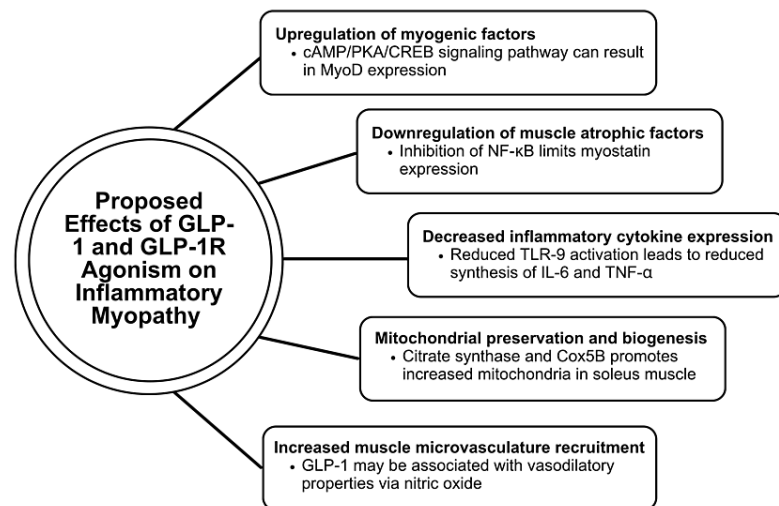 Upregulation of myogenic factors
• cAMP/PKA/CREB signaling pathway can result
in MyoD expression
Downregulation of muscle atrophic factors
• Inhibition of NF-κB limits myostatin
expression
Proposed
Effects of GLP-
1 and GLP-1R
Agonism on
Inflammatory
Myopathy
Decreased inflammatory cytokine expression
• Reduced TLR-9 activation leads to reduced
synthesis of IL-6 and TNF-α
Mitochondrial preservation and biogenesis
• Citrate synthase and Cox5B promotes
increased mitochondria in soleus muscle
Increased muscle microvasculature recruitment
• GLP-1 may be associated with vasodilatory
properties via nitric oxide